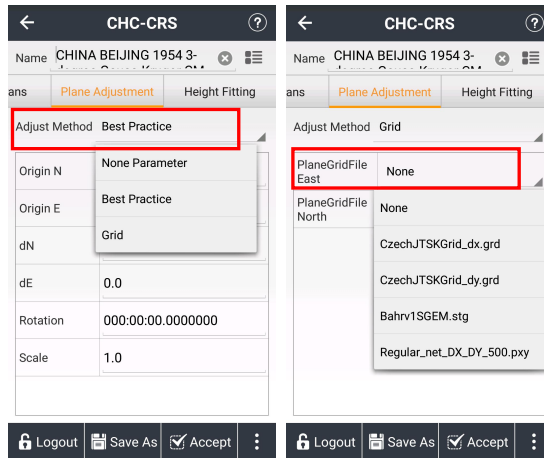 CHC-CRS
?
Name CHINA BEIJING 1954 3-
ans Plane Adjustment Height Fitting
Adjust Method Best Practice
None Parameter
Origin N
Best Practice
Origin E
Grid
dN
dE 0.0
Rotation 000:00:00.0000000
Scale 1.0
Logout Save As Accept
CHC-CRS
?
Name CHINA BEIJING 1954 3-
ans Plane Adjustment Height Fitting
Adjust Method Grid
PlaneGridFile
East
None
PlaneGridFile
North
None
CzechJTSKGrid_dx.grd
CzechJTSKGrid_dy.grd
Bahrv1SGEM.stg
Regular_net_DX_DY_500.pxy
Logout Save As Accept